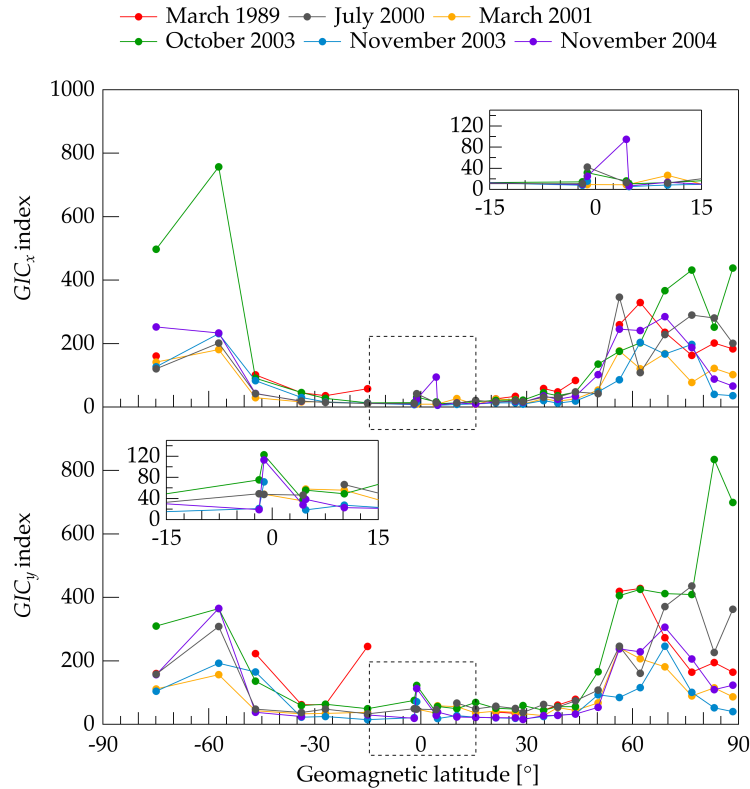 March 1989 July 2000 March 2001
October 2003 November 2003 November 2004
1000
800
600
400
200
0
GICx index
120
80
40
0
-15 0 15
800
600
400
200
0
GICy index
120
80
40
0
-15 0 15
-90 -60 -30 0 30 60 90
Geomagnetic latitude [°]